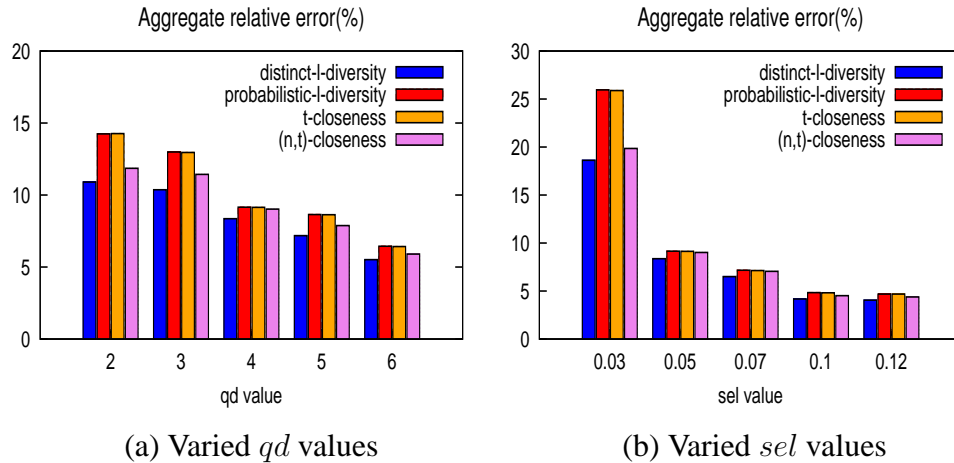 Aggregate relative error(%)
20
15
10
5
0
distinct-l-diversity
probabilistic-l-diversity
t-closeness
(n,t)-closeness
2 3 4 5 6
qd value
(a) Varied qd values
Aggregate relative error(%)
30
25
20
15
10
5
0
distinct-l-diversity
probabilistic-l-diversity
t-closeness
(n,t)-closeness
0.03 0.05 0.07 0.1 0.12
sel value
(b) Varied sel values